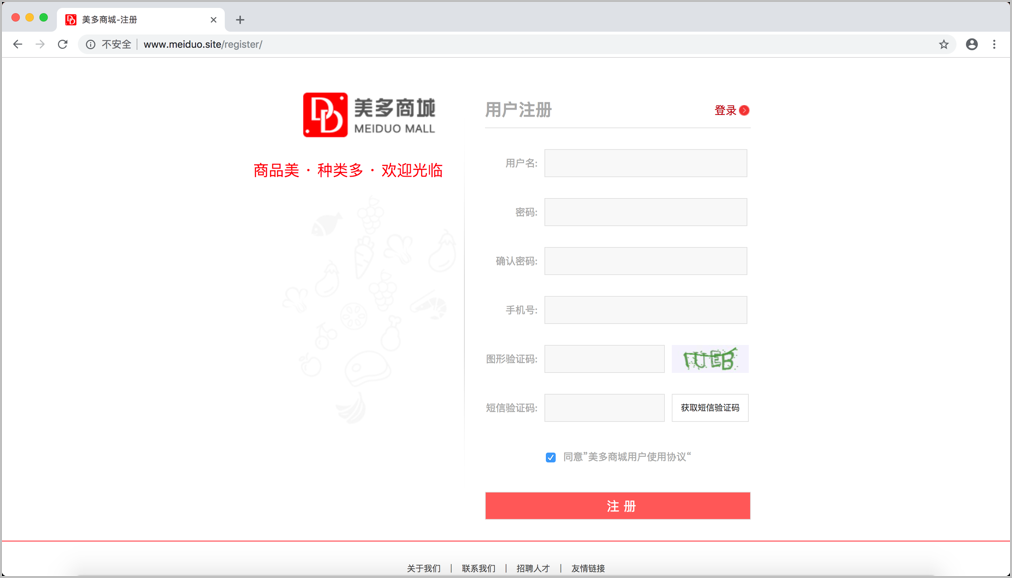 美多商城-注册
不安全 www.meiduo.site/register/
美多商城
MEIDUO MALL
商品美 · 种类多 · 欢迎光临
用户注册 登录
用户名:
密码:
确认密码:
手机号:
图形验证码:
短信验证码: 获取短信验证码
同意"美多商城用户使用协议"
注 册
关于我们 | 联系我们 | 招聘人才 | 友情链接